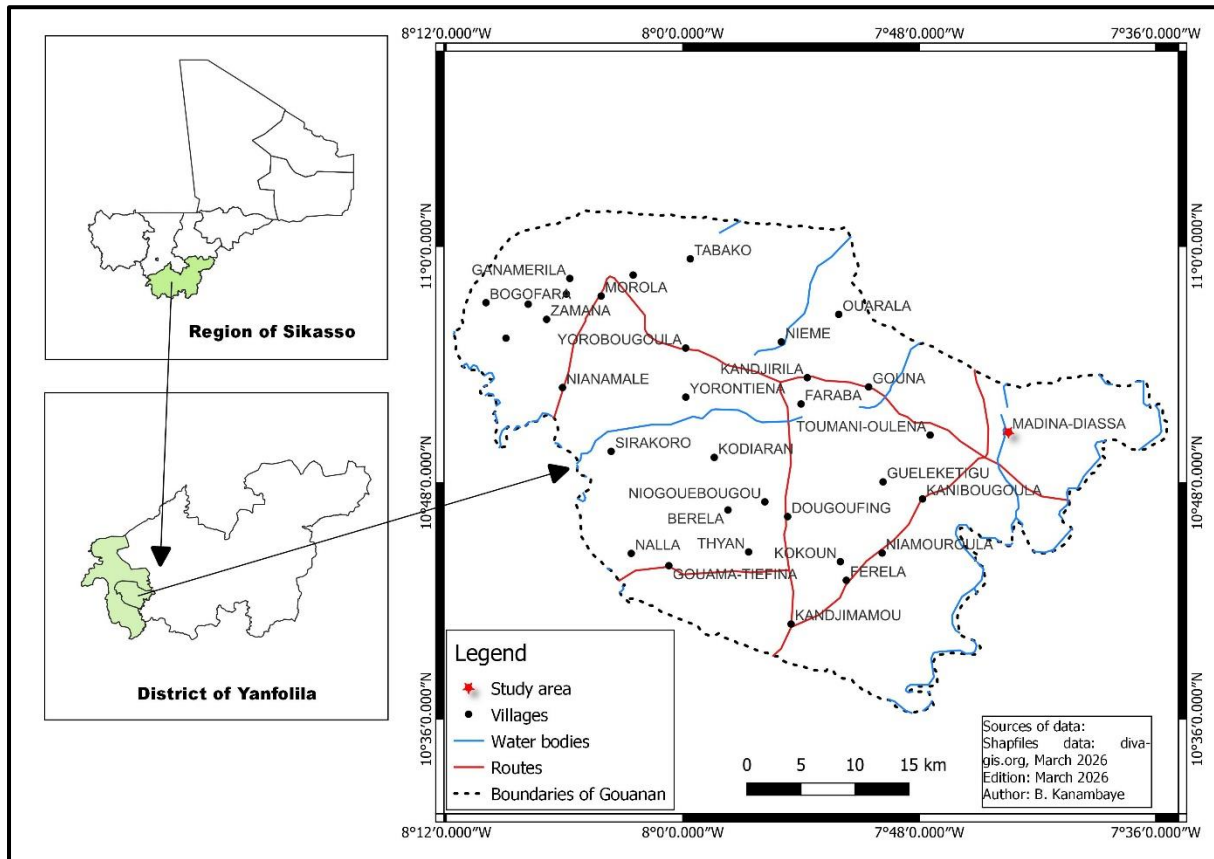 8°12'0.000"W
8°0'0.000"W
7°48'0.000"W
7°36'0.000"W
Region of Sikasso
District of Yanfolila
11°0'0.000"N
10°48'0.000"N
10°36'0.000"N
TABAKO
GANAMERILA
MOROLA
BOGOFARA
ZAMANA
OUARALA
NIEME
YOROBOUGOULA
KANDJIRILA
GOUNA
NIANAMALE
YORONTIENA
FARABA
TOUMANI-OULENA
MADINA-DIASSA
SIRAKORO
KODIARAN
GUELEKETIGU
NIOGOUEBOUGOU
KANIBOUGOULA
BERELA
DOUGOUFING
NALLA
THYAN
KOKOUN
NIAMOUROULA
GOUAMA-TIEFINA
FERELA
KANDJIMAMOU
Legend
Study area
Villages
Water bodies
Routes
Boundaries of Gouanan
0 5 10 15 km
Sources of data:
Shapfiles data: diva-
gis.org, March 2026
Edition: March 2026
Author: B. Kanambaye
11°0'0.000"N
10°48'0.000"N
10°36'0.000"N
8°12'0.000"W
8°0'0.000"W
7°48'0.000"W
7°36'0.000"W